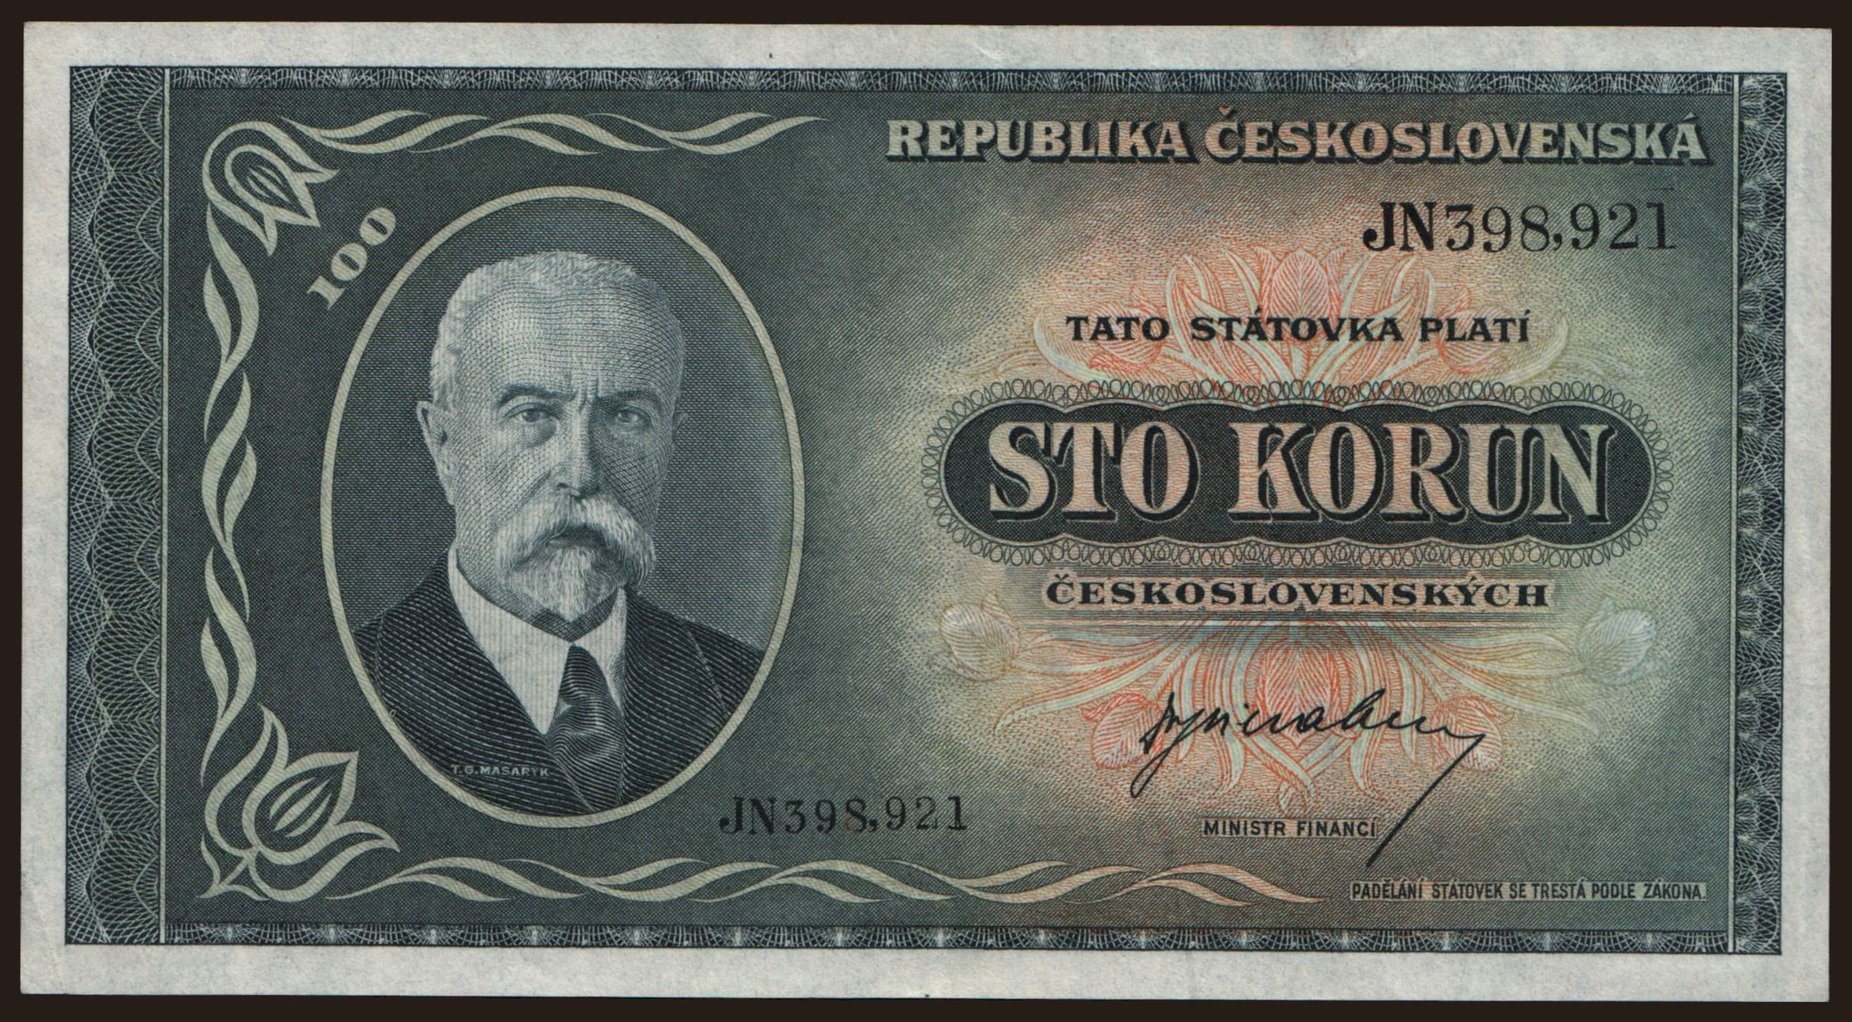 REPUBLIKA ČESKOSLOVENSKÁ
100
JN398,921
TATO STÁTOVKA PLATÍ
STO KORUN
ČESKOSLOVENSKÝCH
T.G.MASARYK
JN398,921
MINISTR FINANCÍ
PADĚLÁNÍ STÁTOVEK SE TRESTÁ PODLE ZÁKONA.